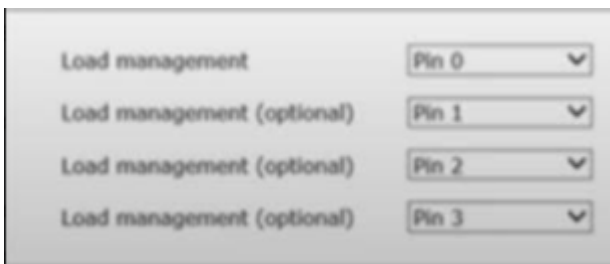 Load management Pin 0
Load management (optional) Pin 1
Load management (optional) Pin 2
Load management (optional) Pin 3